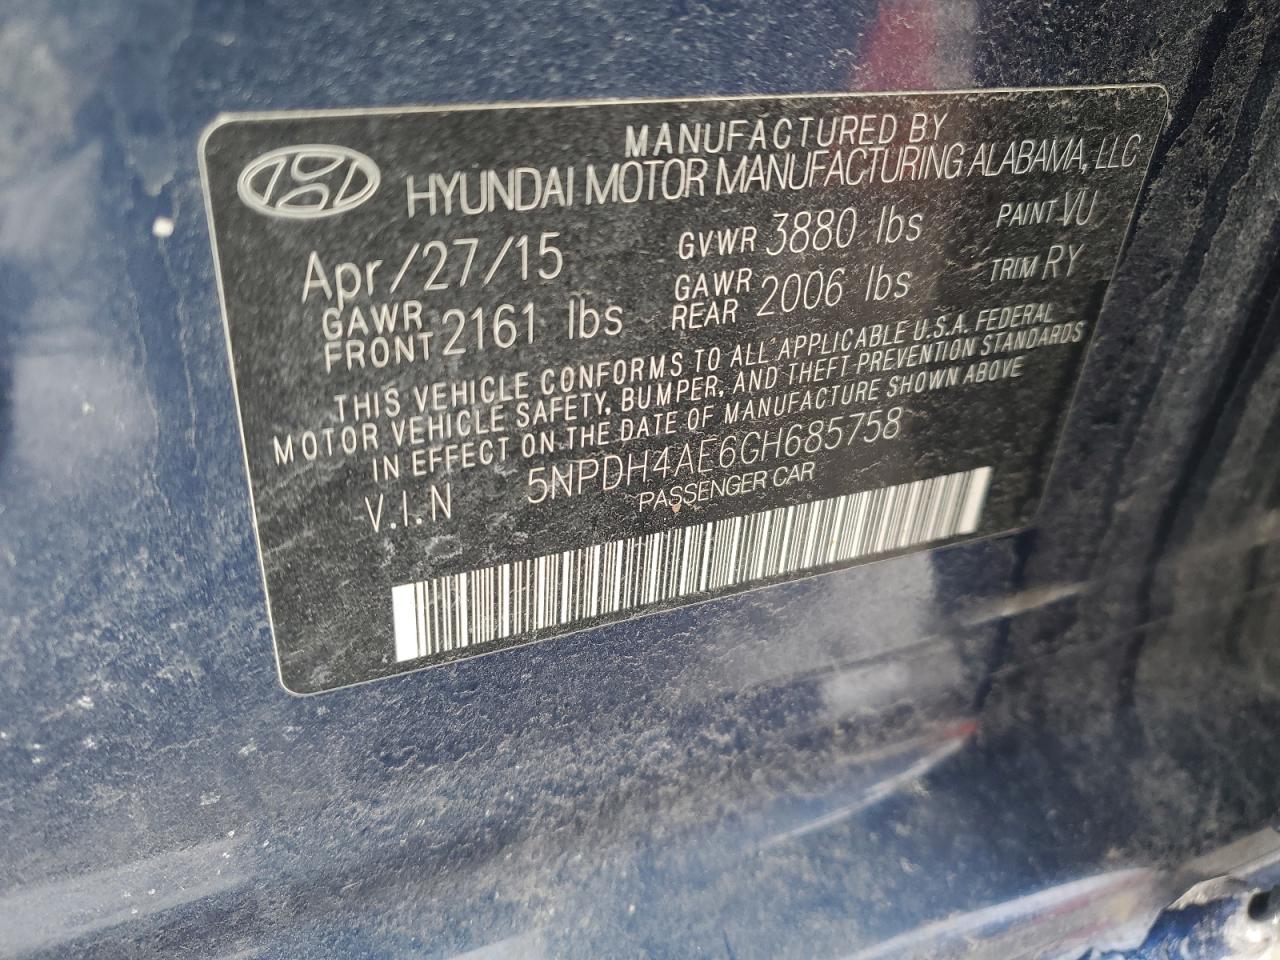 MANUFACTURED BY
HYUNDAI MOTOR MANUFACTURING ALABAMA, LLC
Apr/27/15 GVWR 3880 lbs PAINT VU
GAWR FRONT 2161 lbs GAWR REAR 2006 lbs TRIM RY
THIS VEHICLE CONFORMS TO ALL APPLICABLE U.S.A. FEDERAL
MOTOR VEHICLE SAFETY, BUMPER, AND THEFT PREVENTION STANDARDS
IN EFFECT ON THE DATE OF MANUFACTURE SHOWN ABOVE
V.I.N 5NPDH4AE6GH685758
PASSENGER CAR